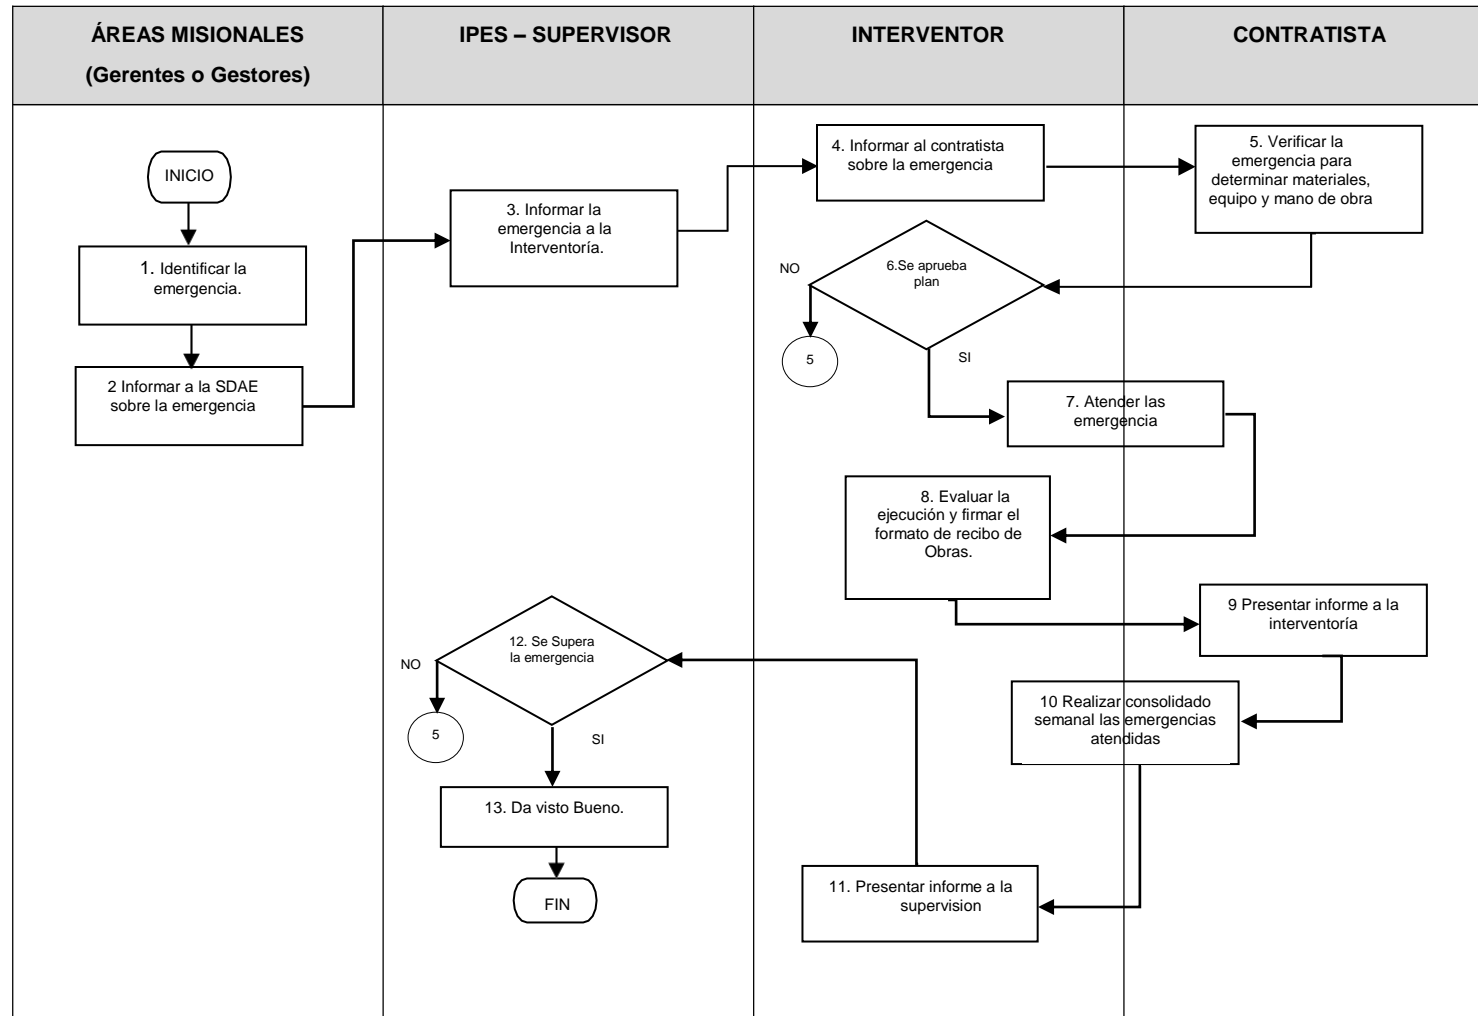 ÁREAS MISIONALES
(Gerentes o Gestores)
IPES – SUPERVISOR
INTERVENTOR
CONTRATISTA
INICIO
1. Identificar la
emergencia.
2 Informar a la SDAE
sobre la emergencia
3. Informar la
emergencia a la
Interventoría.
4. Informar al contratista
sobre la emergencia
5. Verificar la
emergencia para
determinar materiales,
equipo y mano de obra
6.Se aprueba
plan
NO
5
SI
7. Atender las
emergencia
8. Evaluar la
ejecución y firmar el
formato de recibo de
Obras.
9 Presentar informe a la
interventoría
10 Realizar consolidado
semanal las emergencias
atendidas
11. Presentar informe a la
supervision
12. Se Supera
la emergencia
NO
5
SI
13. Da visto Bueno.
FIN